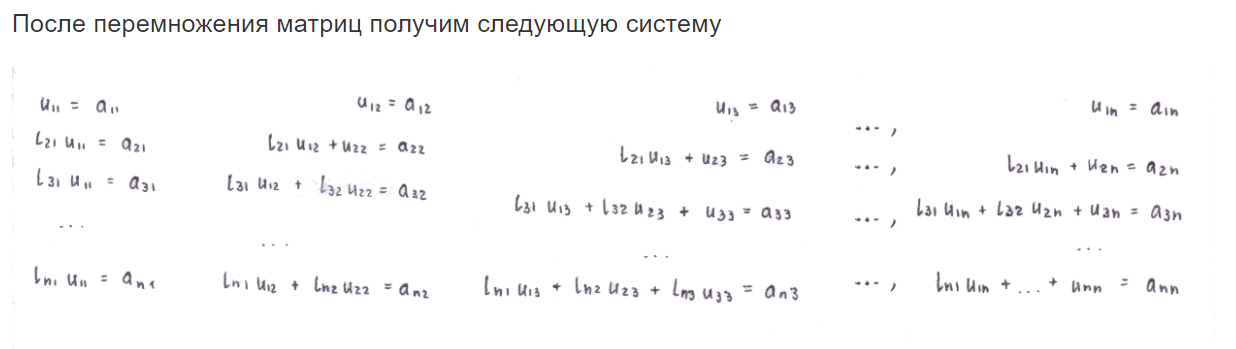 После перемножения матриц получим следующую систему
u₁₁ = a₁₁ u₁₂ = a₁₂ u₁₃ = a₁₃ ..., u₁ₙ = a₁ₙ
l₂₁ u₁₁ = a₂₁ l₂₁ u₁₂ + u₂₂ = a₂₂ l₂₁ u₁₃ + u₂₃ = a₂₃ ..., l₂₁ u₁ₙ + u₂ₙ = a₂ₙ
l₃₁ u₁₁ = a₃₁ l₃₁ u₁₂ + l₃₂ u₂₂ = a₃₂ l₃₁ u₁₃ + l₃₂ u₂₃ + u₃₃ = a₃₃ ..., l₃₁ u₁ₙ + l₃₂ u₂ₙ + u₃ₙ = a₃ₙ
... ... ... ...
lₙ₁ u₁₁ = aₙ₁ lₙ₁ u₁₂ + lₙ₂ u₂₂ = aₙ₂ lₙ₁ u₁₃ + lₙ₂ u₂₃ + lₙ₃ u₃₃ = aₙ₃ ..., lₙ₁ u₁ₙ + ... + uₙₙ = aₙₙ